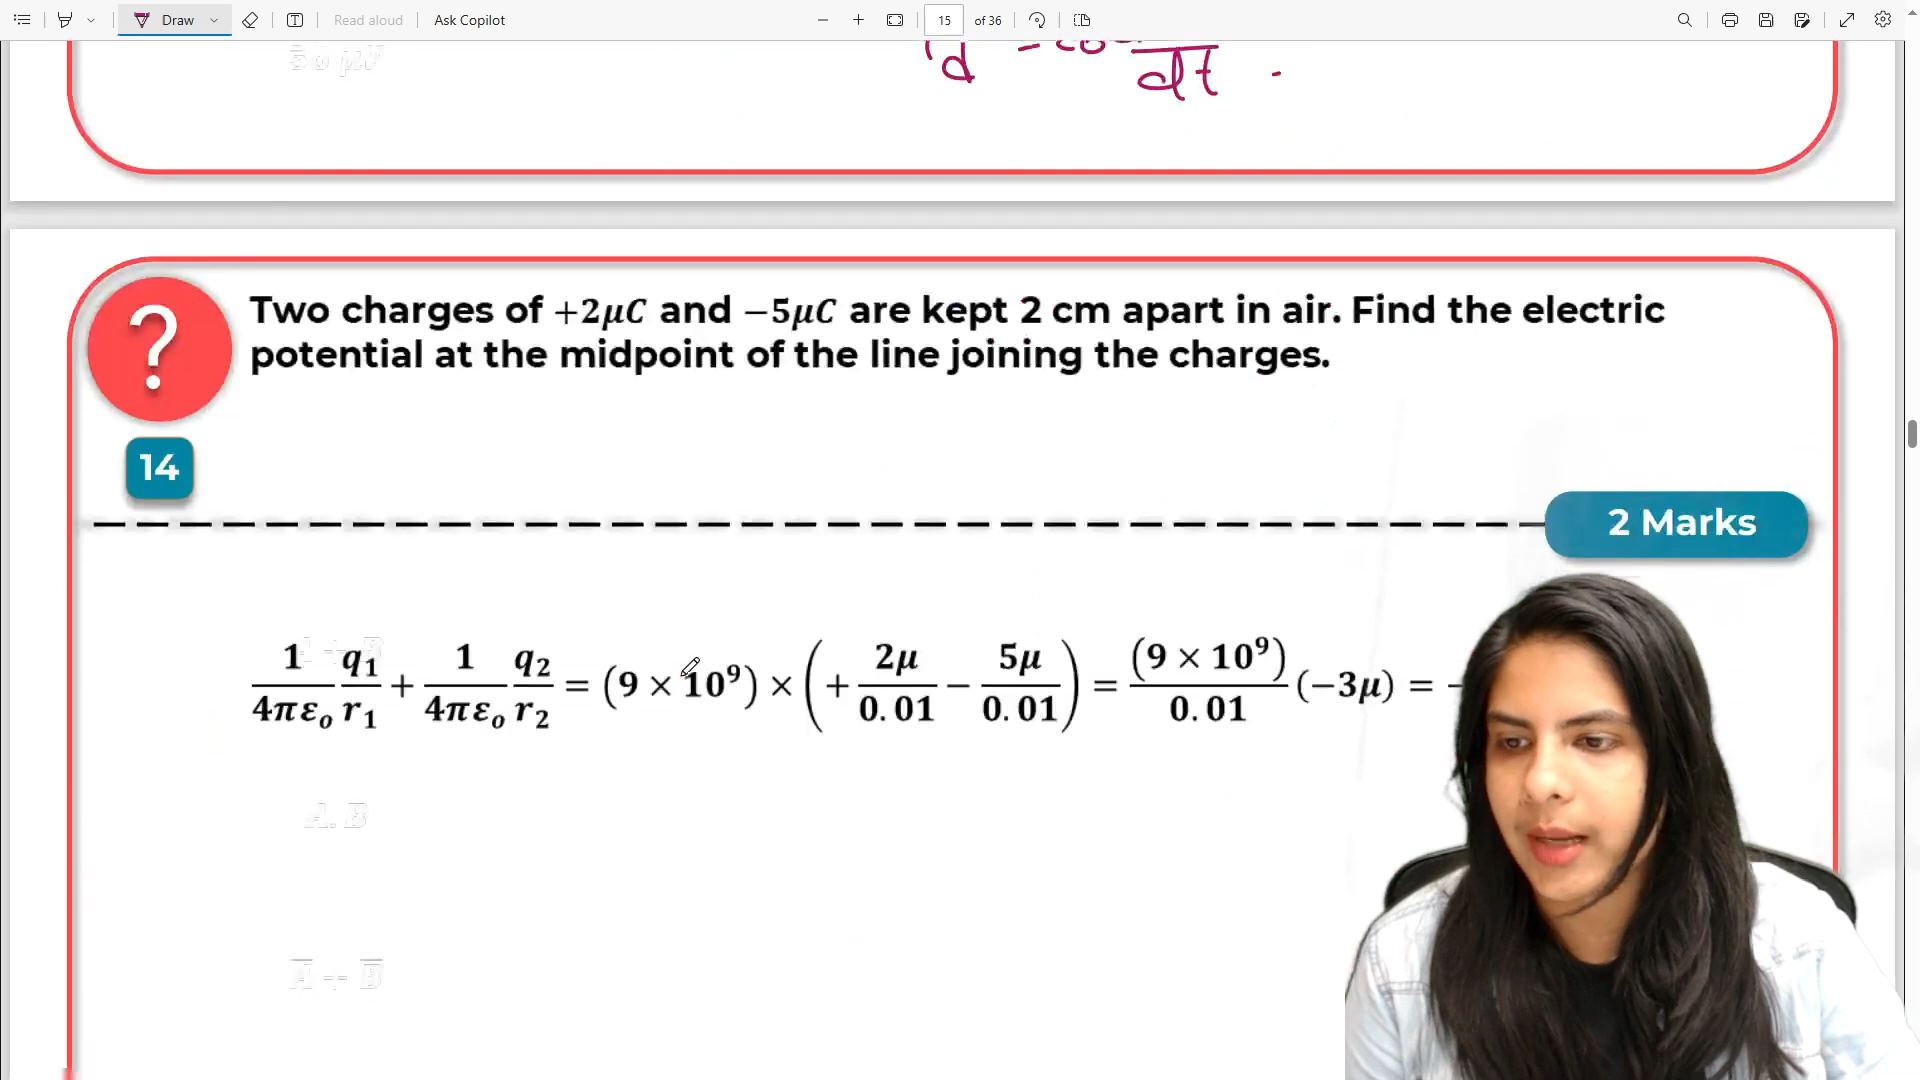 Draw
Read aloud
Ask Copilot
15 of 36
d
dt
Two charges of +2μC and −5μC are kept 2 cm apart in air. Find the electric
potential at the midpoint of the line joining the charges.
?
14
2 Marks
1/4πε₀ q₁/r₁ + 1/4πε₀ q₂/r₂ = (9 × 10⁹) × (+ 2μ/0.01 − 5μ/0.01) = (9 × 10⁹)/0.01 (−3μ) = −
A. B